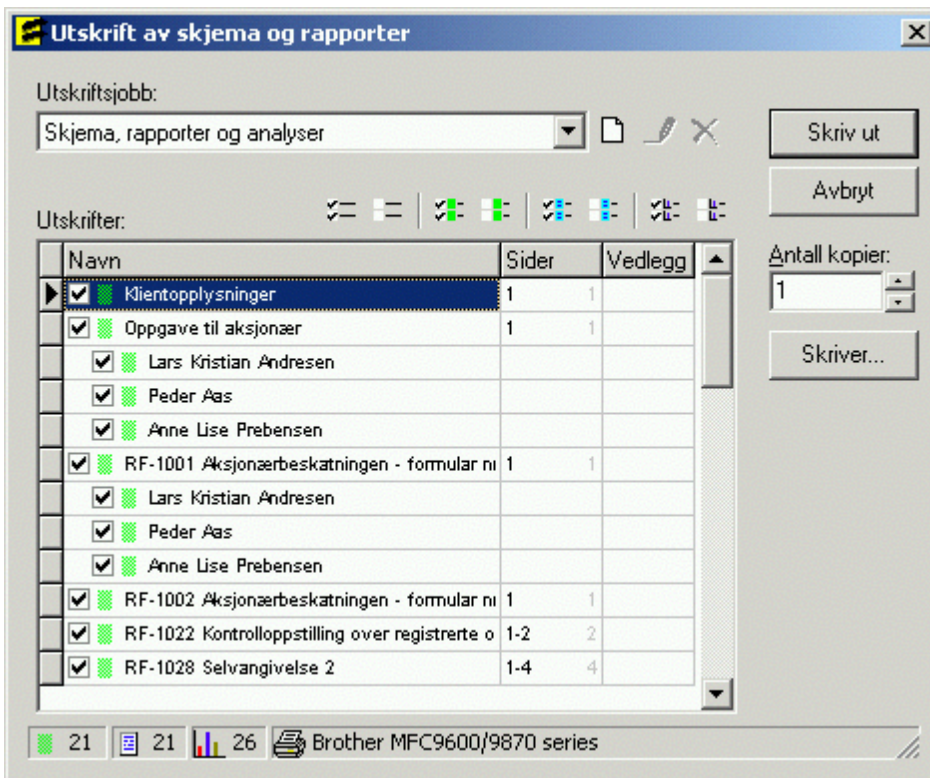 Utskrift av skjema og rapporter
Utskriftsjobb:
Skjema, rapporter og analyser
Skriv ut
Avbryt
Utskrifter:
Antall kopier:
1
Skriver...
Navn Sider Vedlegg
Klientopplysninger 1 1
Oppgave til aksjonær 1 1
Lars Kristian Andresen
Peder Aas
Anne Lise Prebensen
RF-1001 Aksjonærbeskatningen - formular nı 1 1
Lars Kristian Andresen
Peder Aas
Anne Lise Prebensen
RF-1002 Aksjonærbeskatningen - formular nı 1 1
RF-1022 Kontrolloppstilling over registrerte o 1-2 2
RF-1028 Selvangivelse 2 1-4 4
21 21 26 Brother MFC9600/9870 series